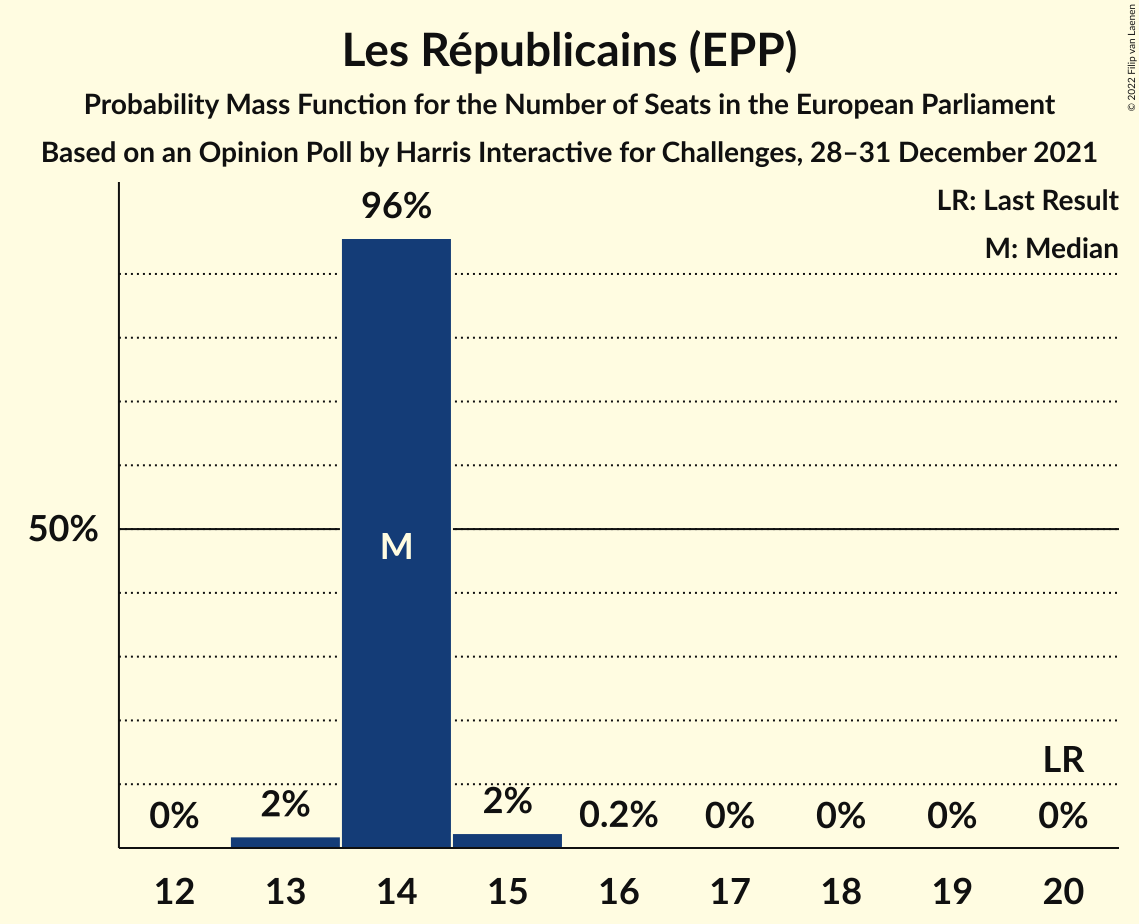 Les Républicains (EPP)
Probability Mass Function for the Number of Seats in the European Parliament
Based on an Opinion Poll by Harris Interactive for Challenges, 28–31 December 2021
© 2022 Filip van Laenen
LR: Last Result
M: Median
96%
50%
M
LR
0%
2%
2%
0.2%
0%
0%
0%
0%
12
13
14
15
16
17
18
19
20